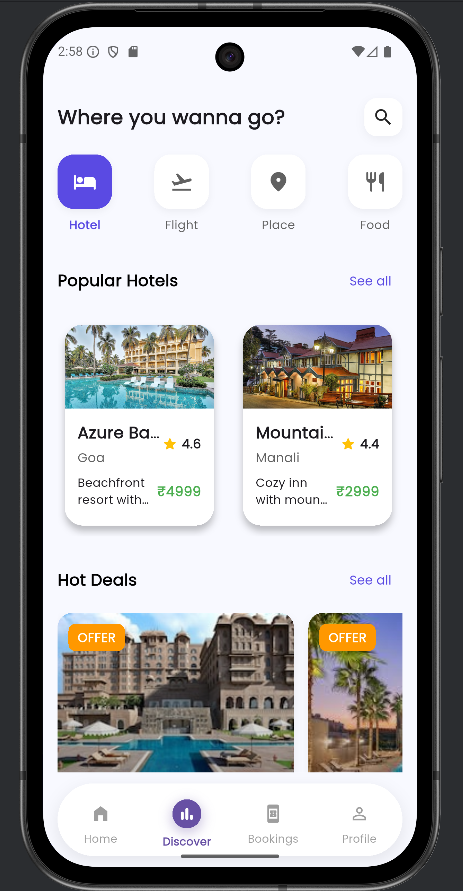 2:58
Where you wanna go?
Hotel Flight Place Food
Popular Hotels See all
Azure Ba... 4.6
Goa
Beachfront
resort with... ₹4999
Mountai... 4.4
Manali
Cozy inn
with moun... ₹2999
Hot Deals See all
OFFER OFFER
Home Discover Bookings Profile